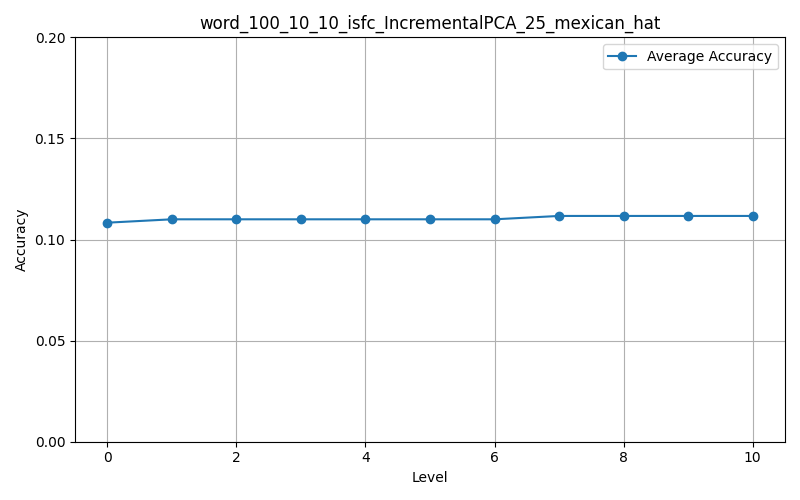 word_100_10_10_isfc_IncrementalPCA_25_mexican_hat
Average Accuracy
0.20
0.15
0.10
0.05
0.00
Accuracy
0 2 4 6 8 10
Level